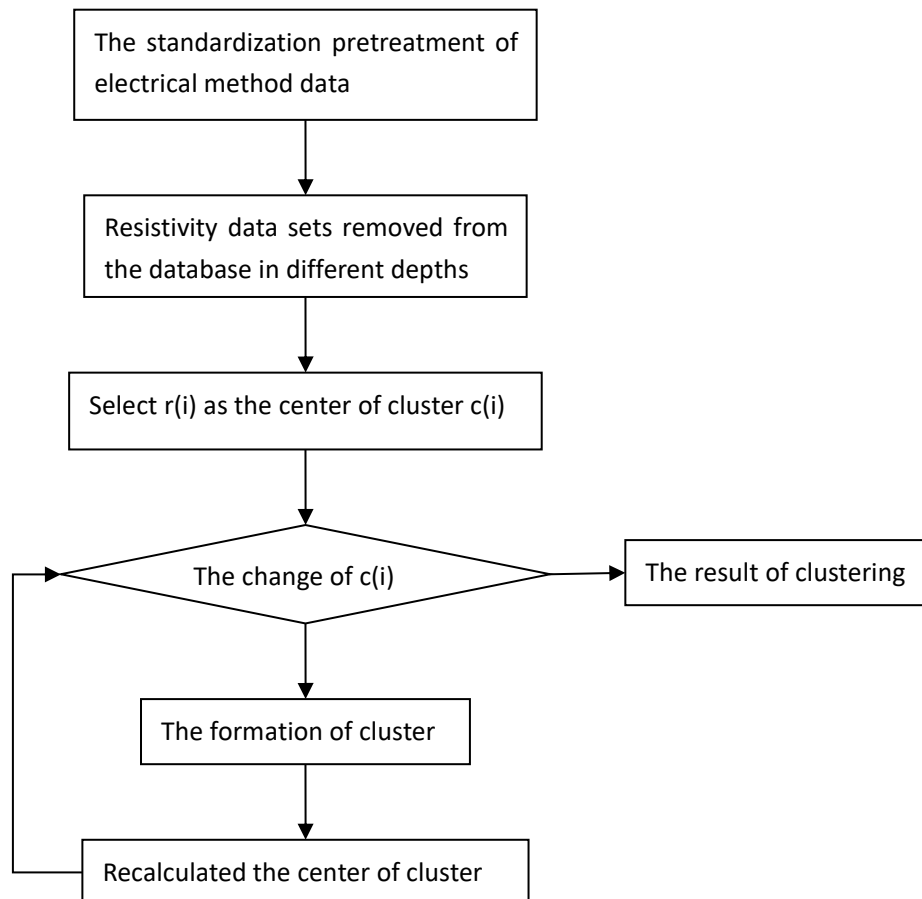 The standardization pretreatment of
electrical method data
Resistivity data sets removed from
the database in different depths
Select r(i) as the center of cluster c(i)
The change of c(i)
The result of clustering
The formation of cluster
Recalculated the center of cluster